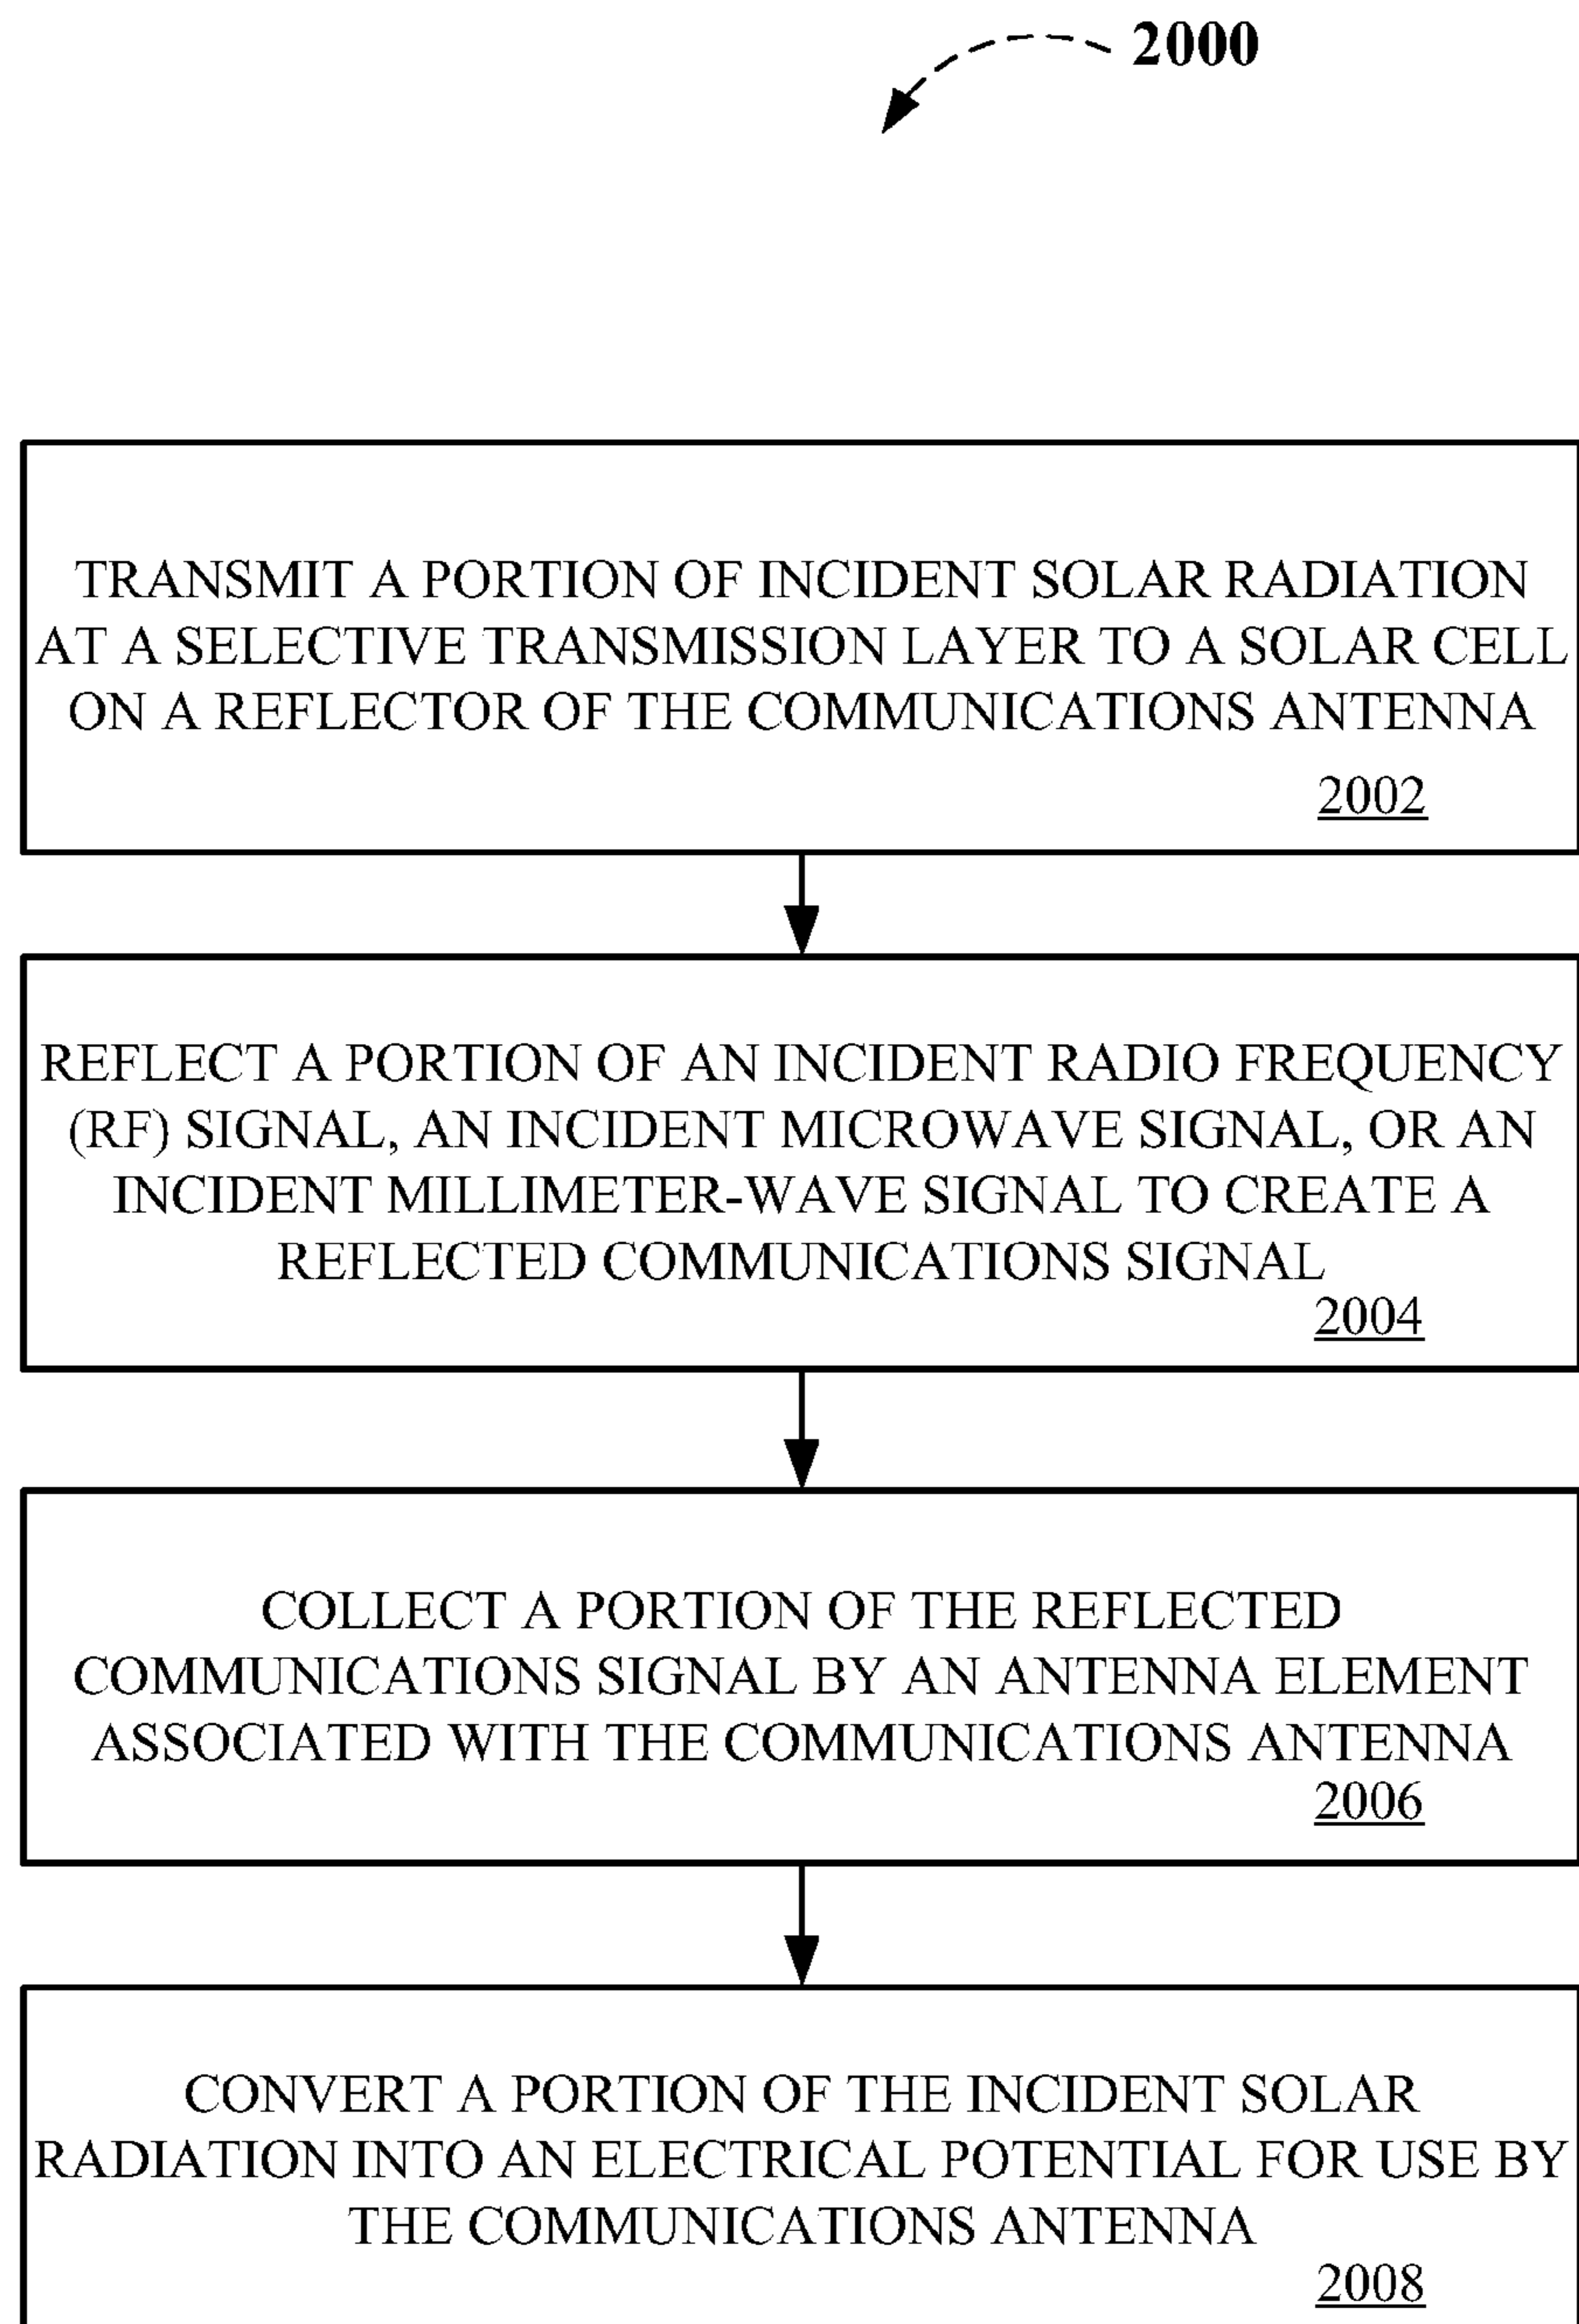 2000
TRANSMIT A PORTION OF INCIDENT SOLAR RADIATION
AT A SELECTIVE TRANSMISSION LAYER TO A SOLAR CELL
ON A REFLECTOR OF THE COMMUNICATIONS ANTENNA
2002
REFLECT A PORTION OF AN INCIDENT RADIO FREQUENCY
(RF) SIGNAL, AN INCIDENT MICROWAVE SIGNAL, OR AN
INCIDENT MILLIMETER-WAVE SIGNAL TO CREATE A
REFLECTED COMMUNICATIONS SIGNAL
2004
COLLECT A PORTION OF THE REFLECTED
COMMUNICATIONS SIGNAL BY AN ANTENNA ELEMENT
ASSOCIATED WITH THE COMMUNICATIONS ANTENNA
2006
CONVERT A PORTION OF THE INCIDENT SOLAR
RADIATION INTO AN ELECTRICAL POTENTIAL FOR USE BY
THE COMMUNICATIONS ANTENNA
2008